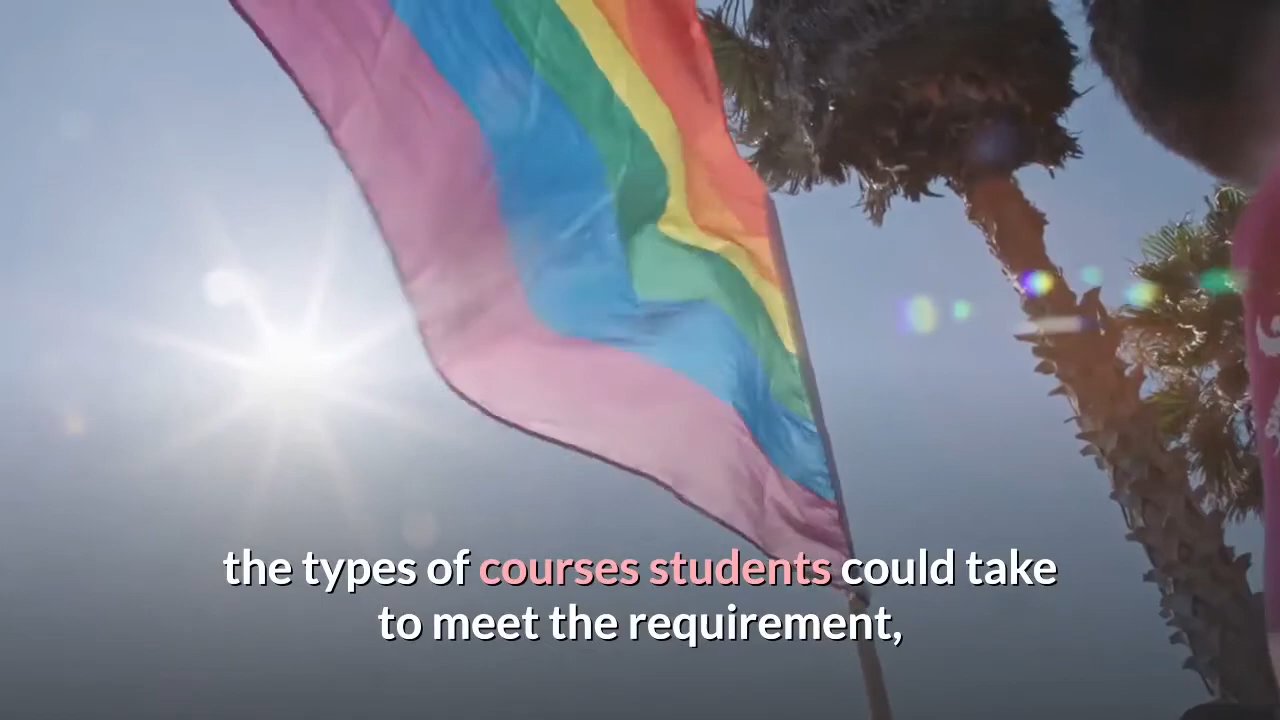 the types of courses students could take
to meet the requirement,